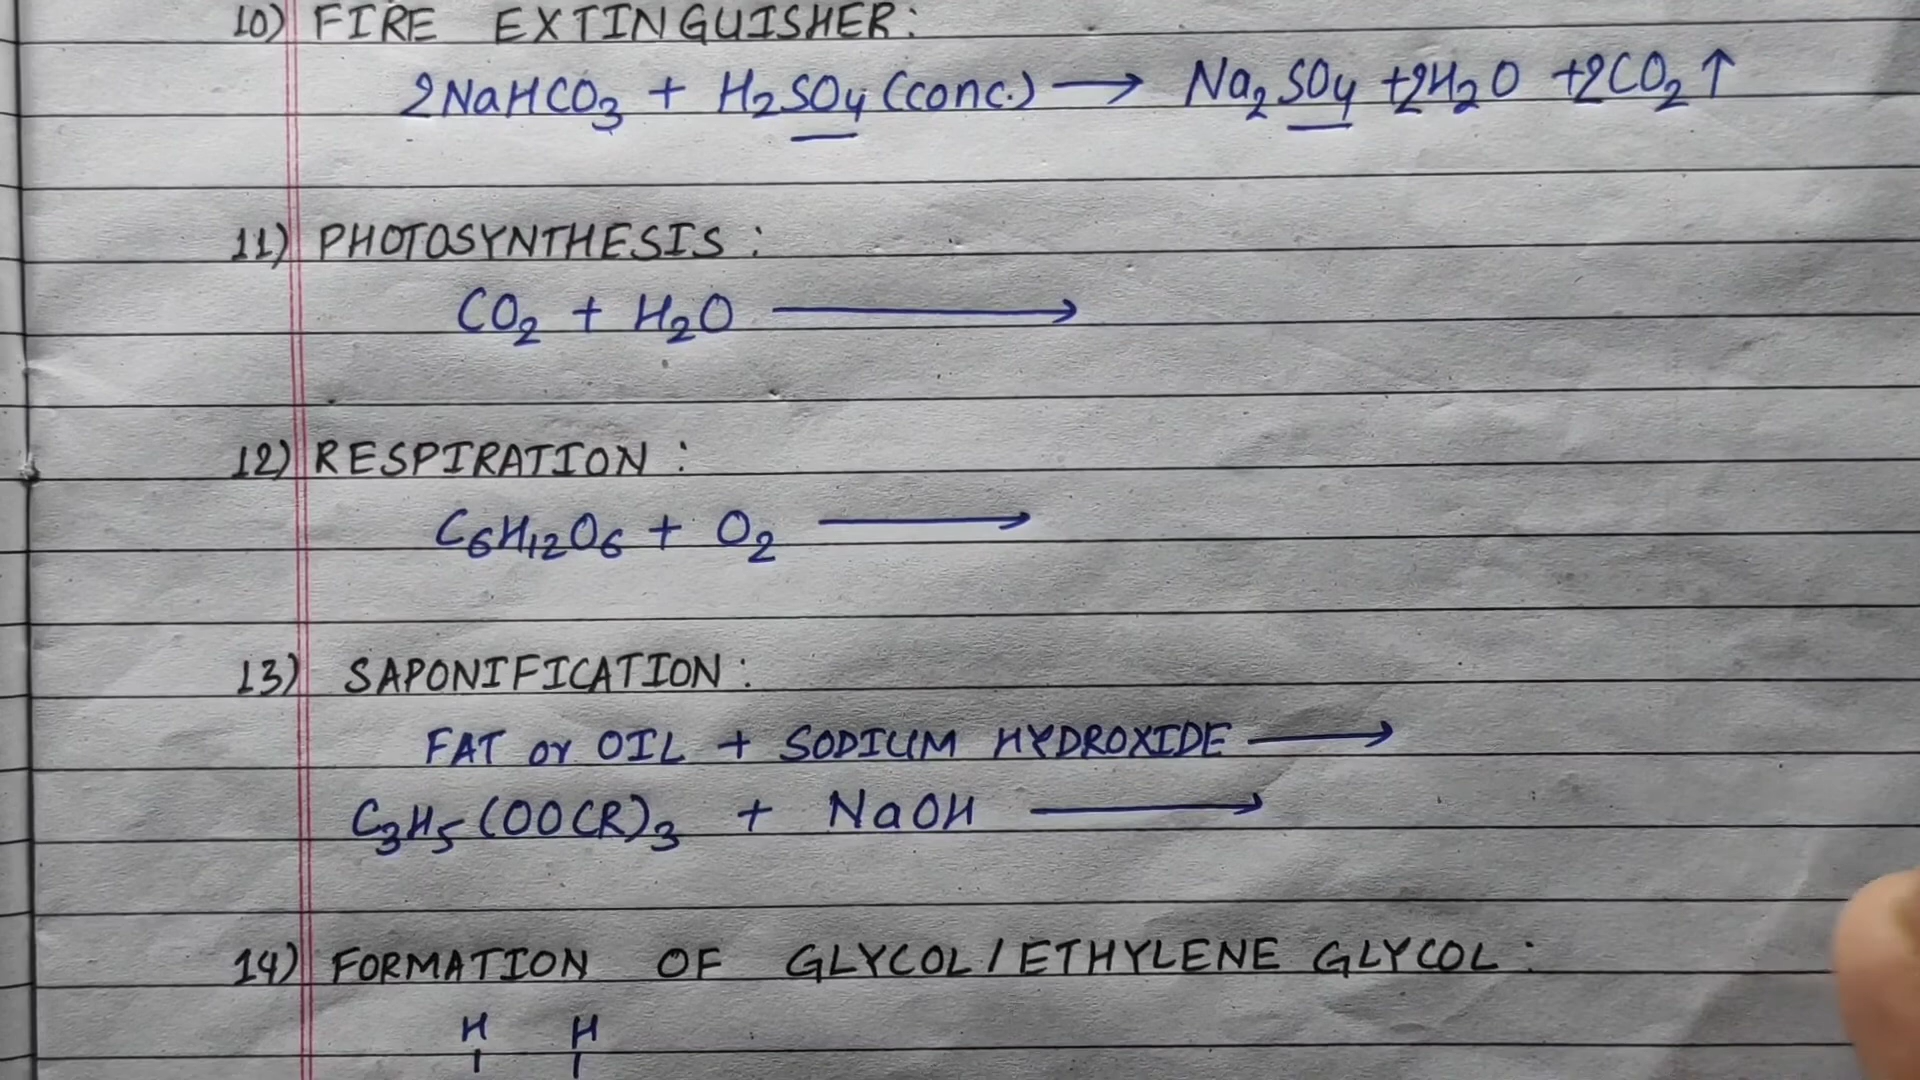 10) FIRE EXTINGUISHER:
2NaHCO₃ + H₂SO₄ (conc.) → Na₂SO₄ +2H₂O +2CO₂↑
11) PHOTOSYNTHESIS :
CO₂ + H₂O →
12) RESPIRATION :
C₆H₁₂O₆ + O₂ →
13) SAPONIFICATION :
FAT or OIL + SODIUM HYDROXIDE →
C₃H₅(OOCR)₃ + NaOH →
14) FORMATION OF GLYCOL/ETHYLENE GLYCOL :
H H